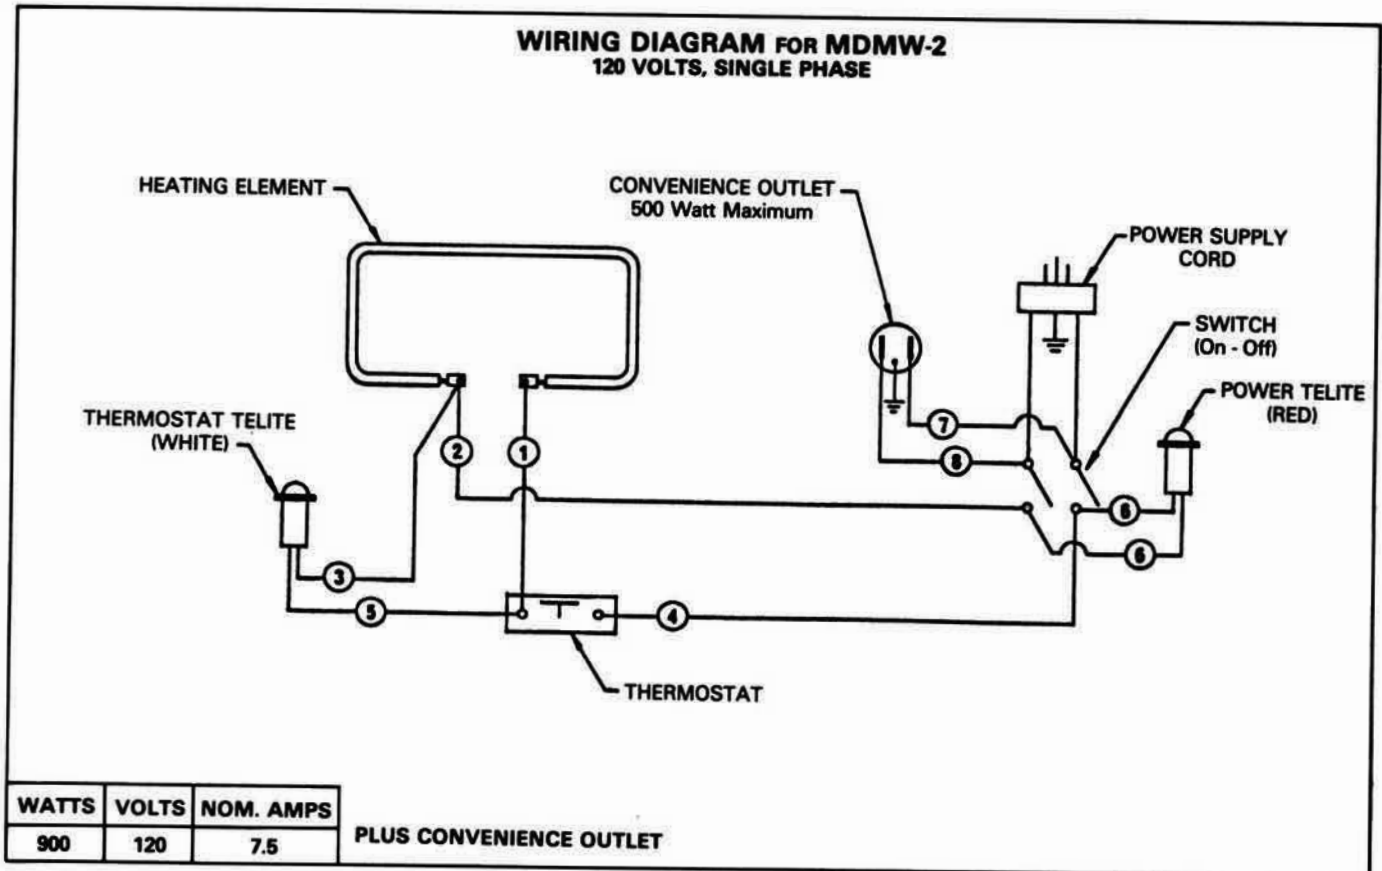 WIRING DIAGRAM FOR MDMW-2
120 VOLTS, SINGLE PHASE
HEATING ELEMENT
CONVENIENCE OUTLET
500 Watt Maximum
POWER SUPPLY
CORD
SWITCH
(On - Off)
POWER TELITE
(RED)
THERMOSTAT TELITE
(WHITE)
7
2
1
8
6
6
3
5
4
THERMOSTAT
WATTS VOLTS NOM. AMPS
900 120 7.5
PLUS CONVENIENCE OUTLET